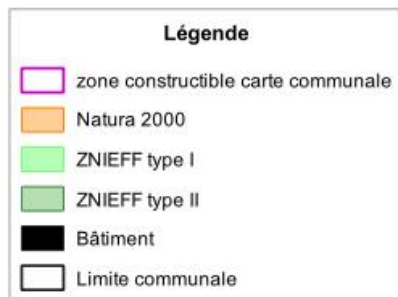 Légende
zone constructible carte communale
Natura 2000
ZNIEFF type I
ZNIEFF type II
Bâtiment
Limite communale